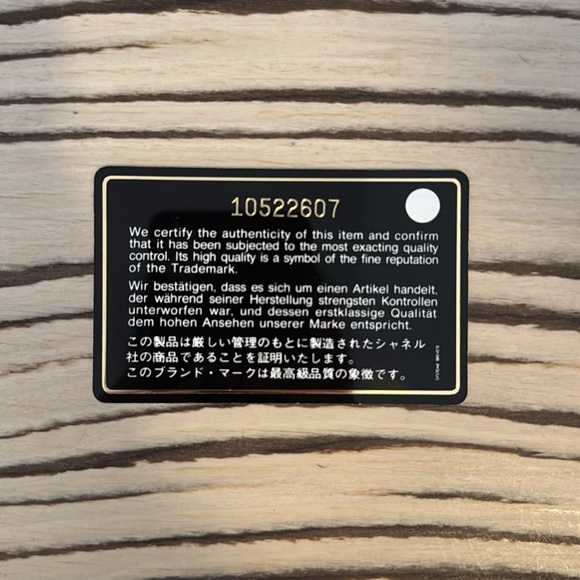 10522607
We certify the authenticity of this item and confirm
that it has been subjected to the most exacting quality
control. Its high quality is a symbol of the fine reputation
of the Trademark.
Wir bestätigen, dass es sich um einen Artikel handelt,
der während seiner Herstellung strengsten Kontrollen
unterworfen war, und dessen erstklassige Qualität
dem hohen Ansehen unserer Marke entspricht.
この製品は厳しい管理のもとに製造されたシャネル
社の商品であることを証明いたします。
このブランド・マークは最高級品質の象徴です。